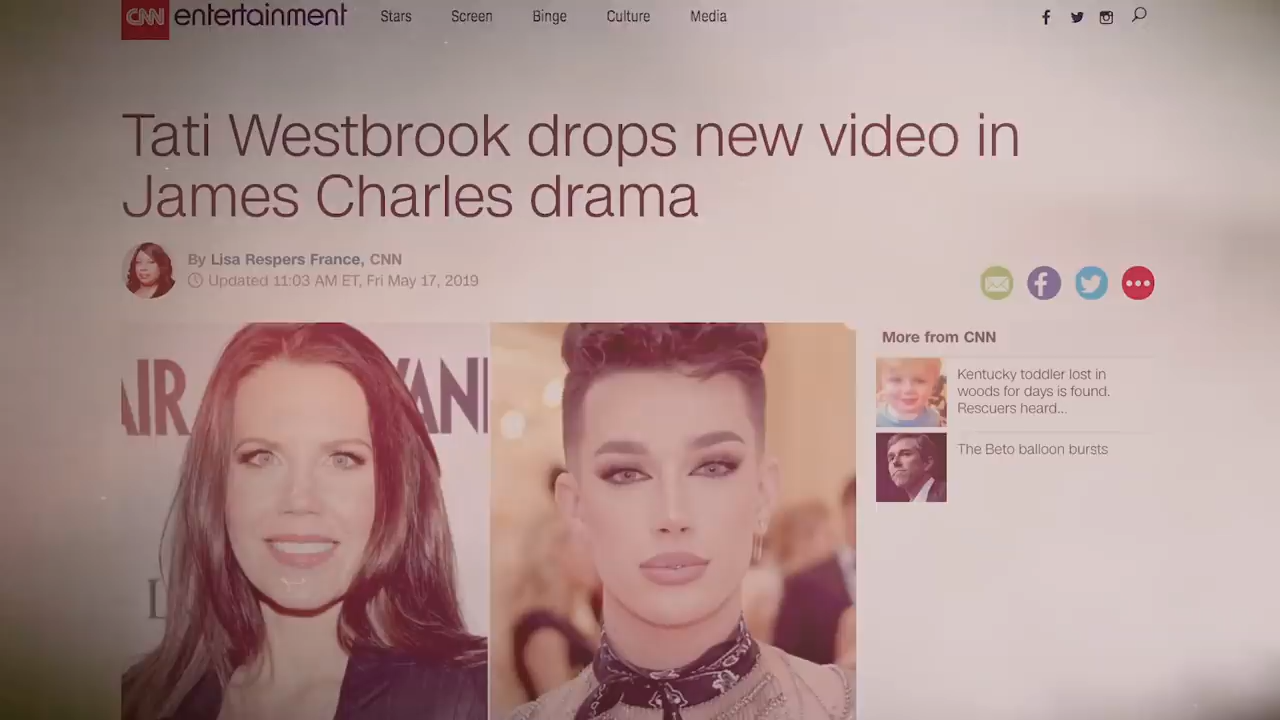 CNN entertainment Stars Screen Binge Culture Media
Tati Westbrook drops new video in
James Charles drama
By Lisa Respers France, CNN
Updated 11:03 AM ET, Fri May 17, 2019
More from CNN
Kentucky toddler lost in
woods for days is found.
Rescuers heard...
The Beto balloon bursts
AIR
VANI